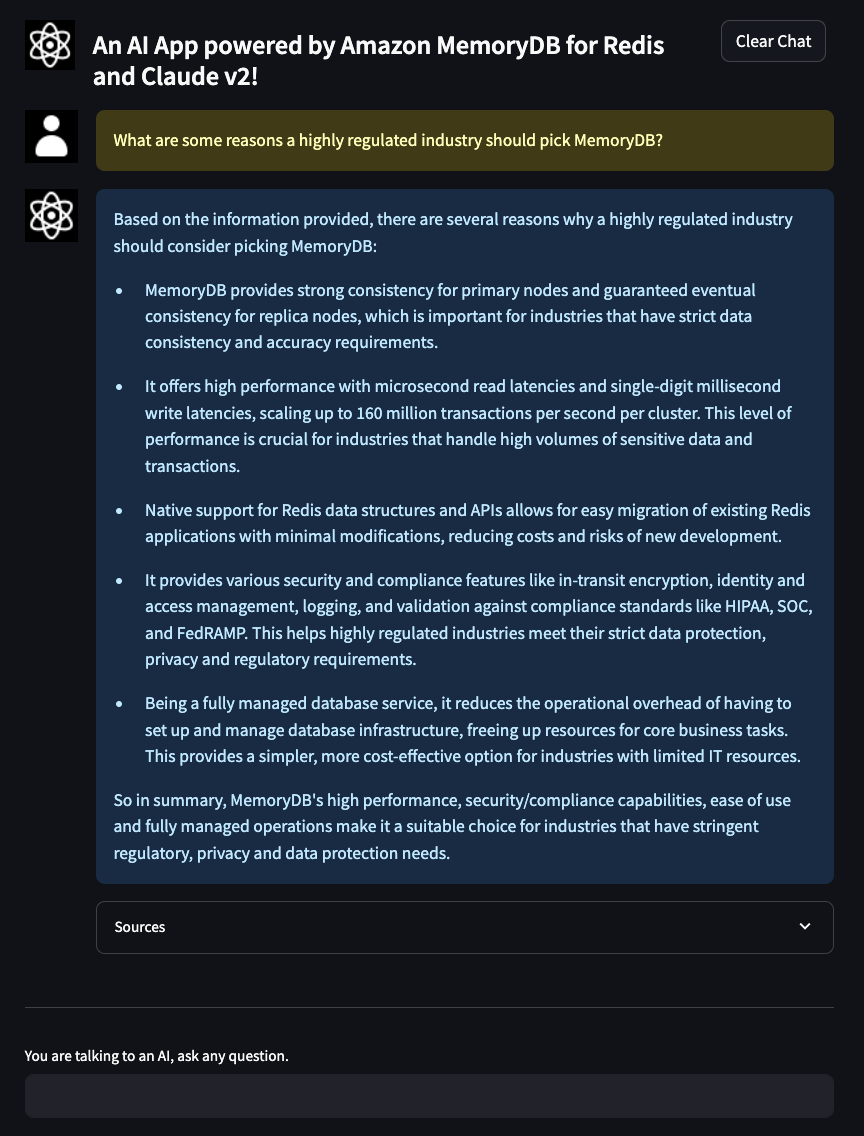 An AI App powered by Amazon MemoryDB for Redis
and Claude v2!
Clear Chat
What are some reasons a highly regulated industry should pick MemoryDB?
Based on the information provided, there are several reasons why a highly regulated industry
should consider picking MemoryDB:
• MemoryDB provides strong consistency for primary nodes and guaranteed eventual
consistency for replica nodes, which is important for industries that have strict data
consistency and accuracy requirements.
• It offers high performance with microsecond read latencies and single-digit millisecond
write latencies, scaling up to 160 million transactions per second per cluster. This level of
performance is crucial for industries that handle high volumes of sensitive data and
transactions.
• Native support for Redis data structures and APIs allows for easy migration of existing Redis
applications with minimal modifications, reducing costs and risks of new development.
• It provides various security and compliance features like in-transit encryption, identity and
access management, logging, and validation against compliance standards like HIPAA, SOC,
and FedRAMP. This helps highly regulated industries meet their strict data protection,
privacy and regulatory requirements.
• Being a fully managed database service, it reduces the operational overhead of having to
set up and manage database infrastructure, freeing up resources for core business tasks.
This provides a simpler, more cost-effective option for industries with limited IT resources.
So in summary, MemoryDB's high performance, security/compliance capabilities, ease of use
and fully managed operations make it a suitable choice for industries that have stringent
regulatory, privacy and data protection needs.
Sources
You are talking to an AI, ask any question.